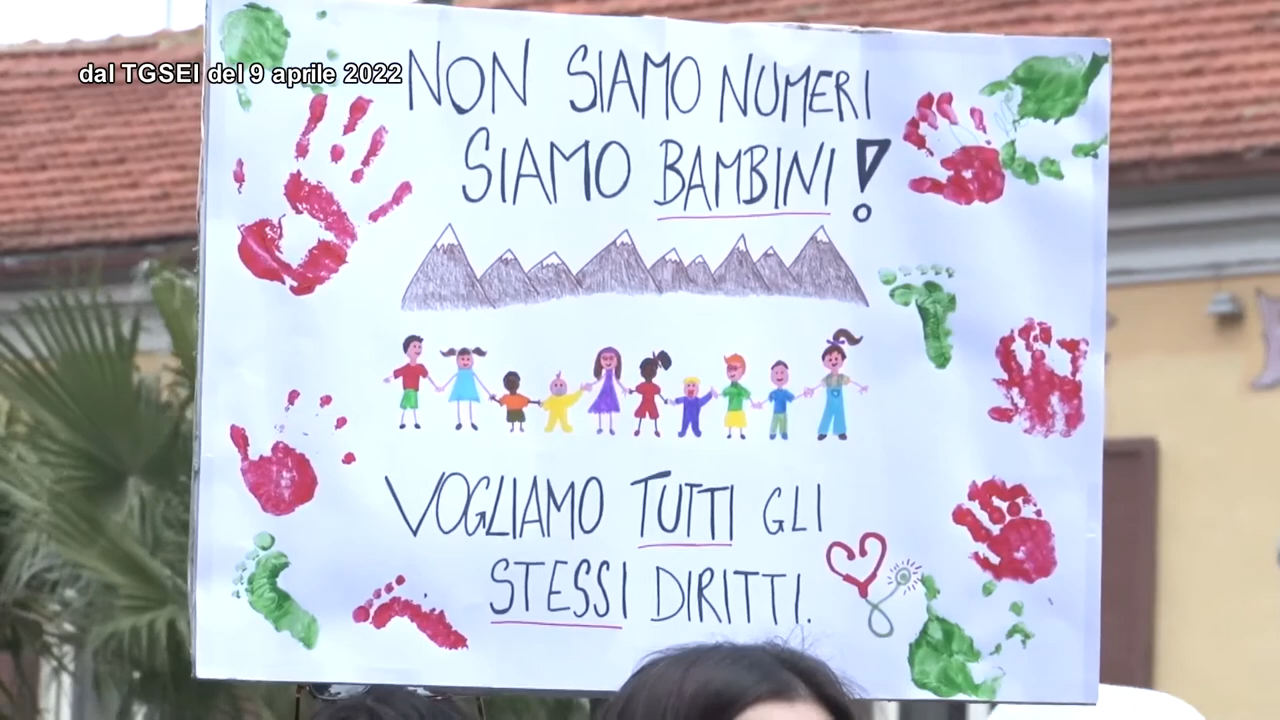 dal TGSEI del 9 aprile 2022
NON SIAMO NUMERI
SIAMO BAMBINI!
VOGLIAMO TUTTI GLI
STESSI DIRITTI.